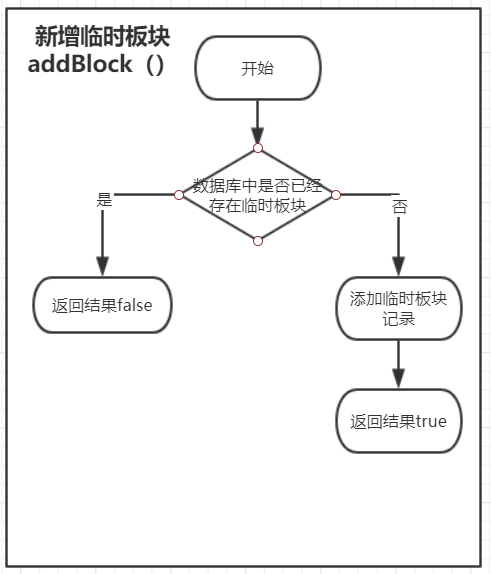 新增临时板块
addBlock（）
开始
数据库中是否已经
存在临时板块
是
否
返回结果false
添加临时板块
记录
返回结果true